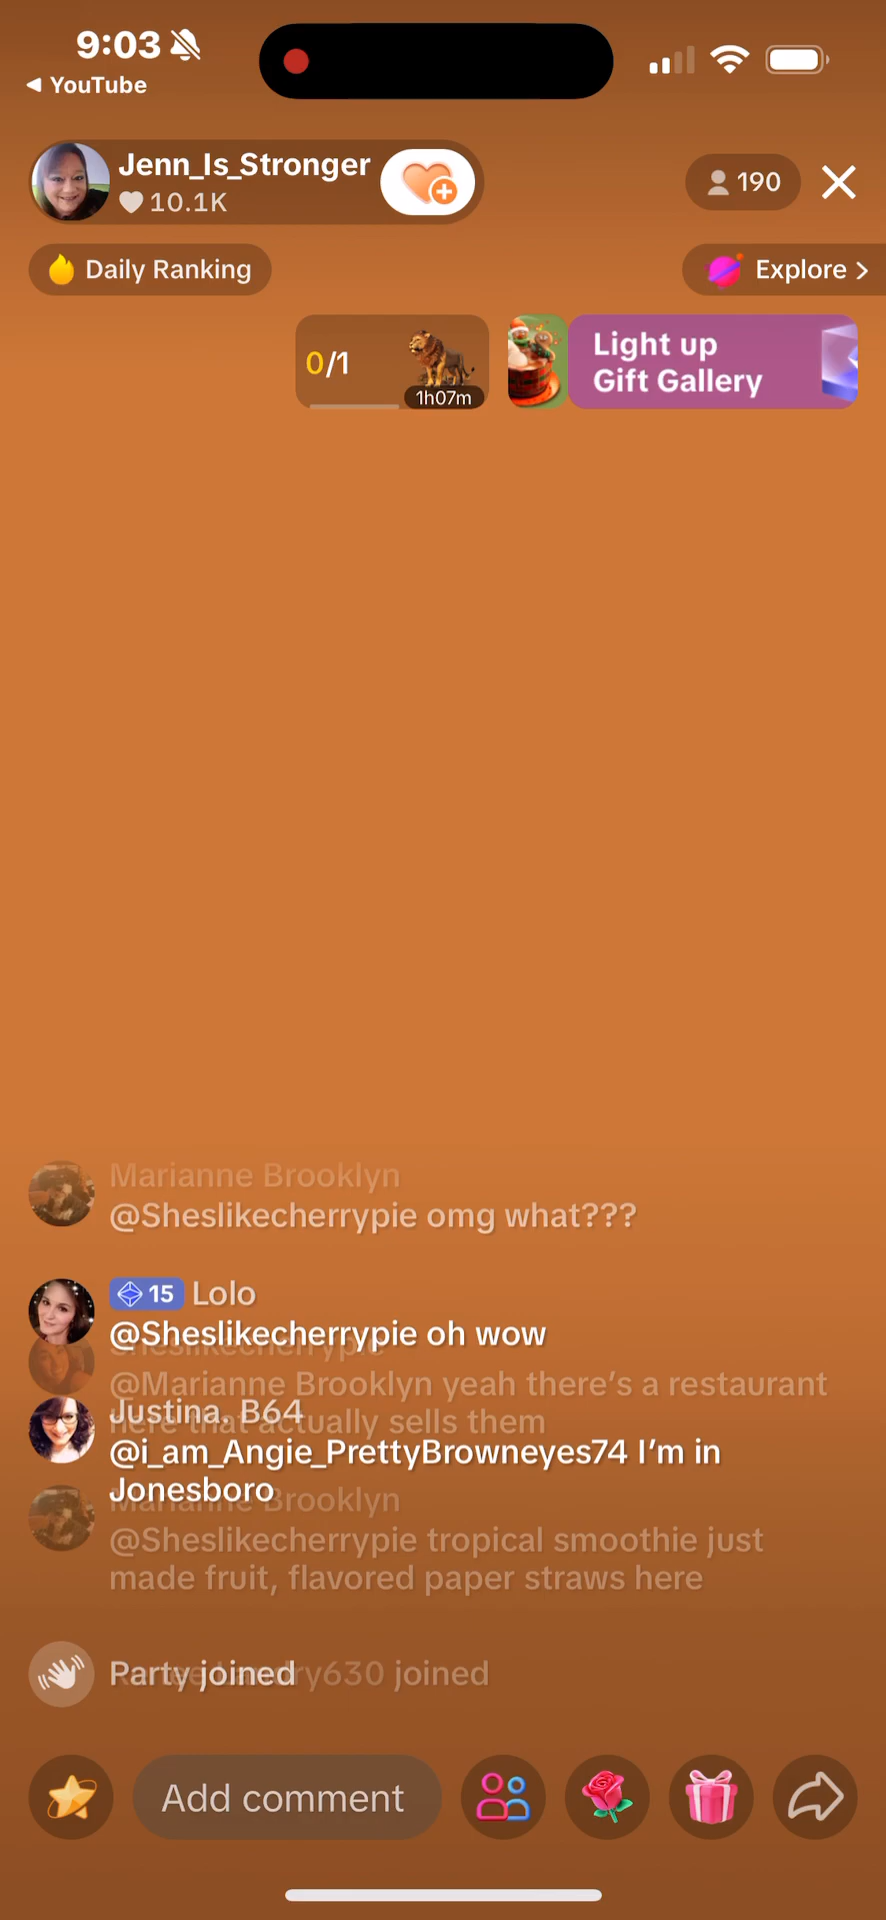 9:03
YouTube
Jenn_Is_Stronger
10.1K
190
Daily Ranking
Explore >
0/1
1h07m
Light up
Gift Gallery
Marianne Brooklyn
@Sheslikecherrypie omg what???
15 Lolo
@Sheslikecherrypie oh wow
Sheslikecherrypie
@Marianne Brooklyn yeah there's a restaurant
here that actually sells them
Justina. B64
@i_am_Angie_PrettyBrowneyes74 I'm in
Jonesboro
Marianne Brooklyn
@Sheslikecherrypie tropical smoothie just
made fruit, flavored paper straws here
Party joined
joined
Add comment